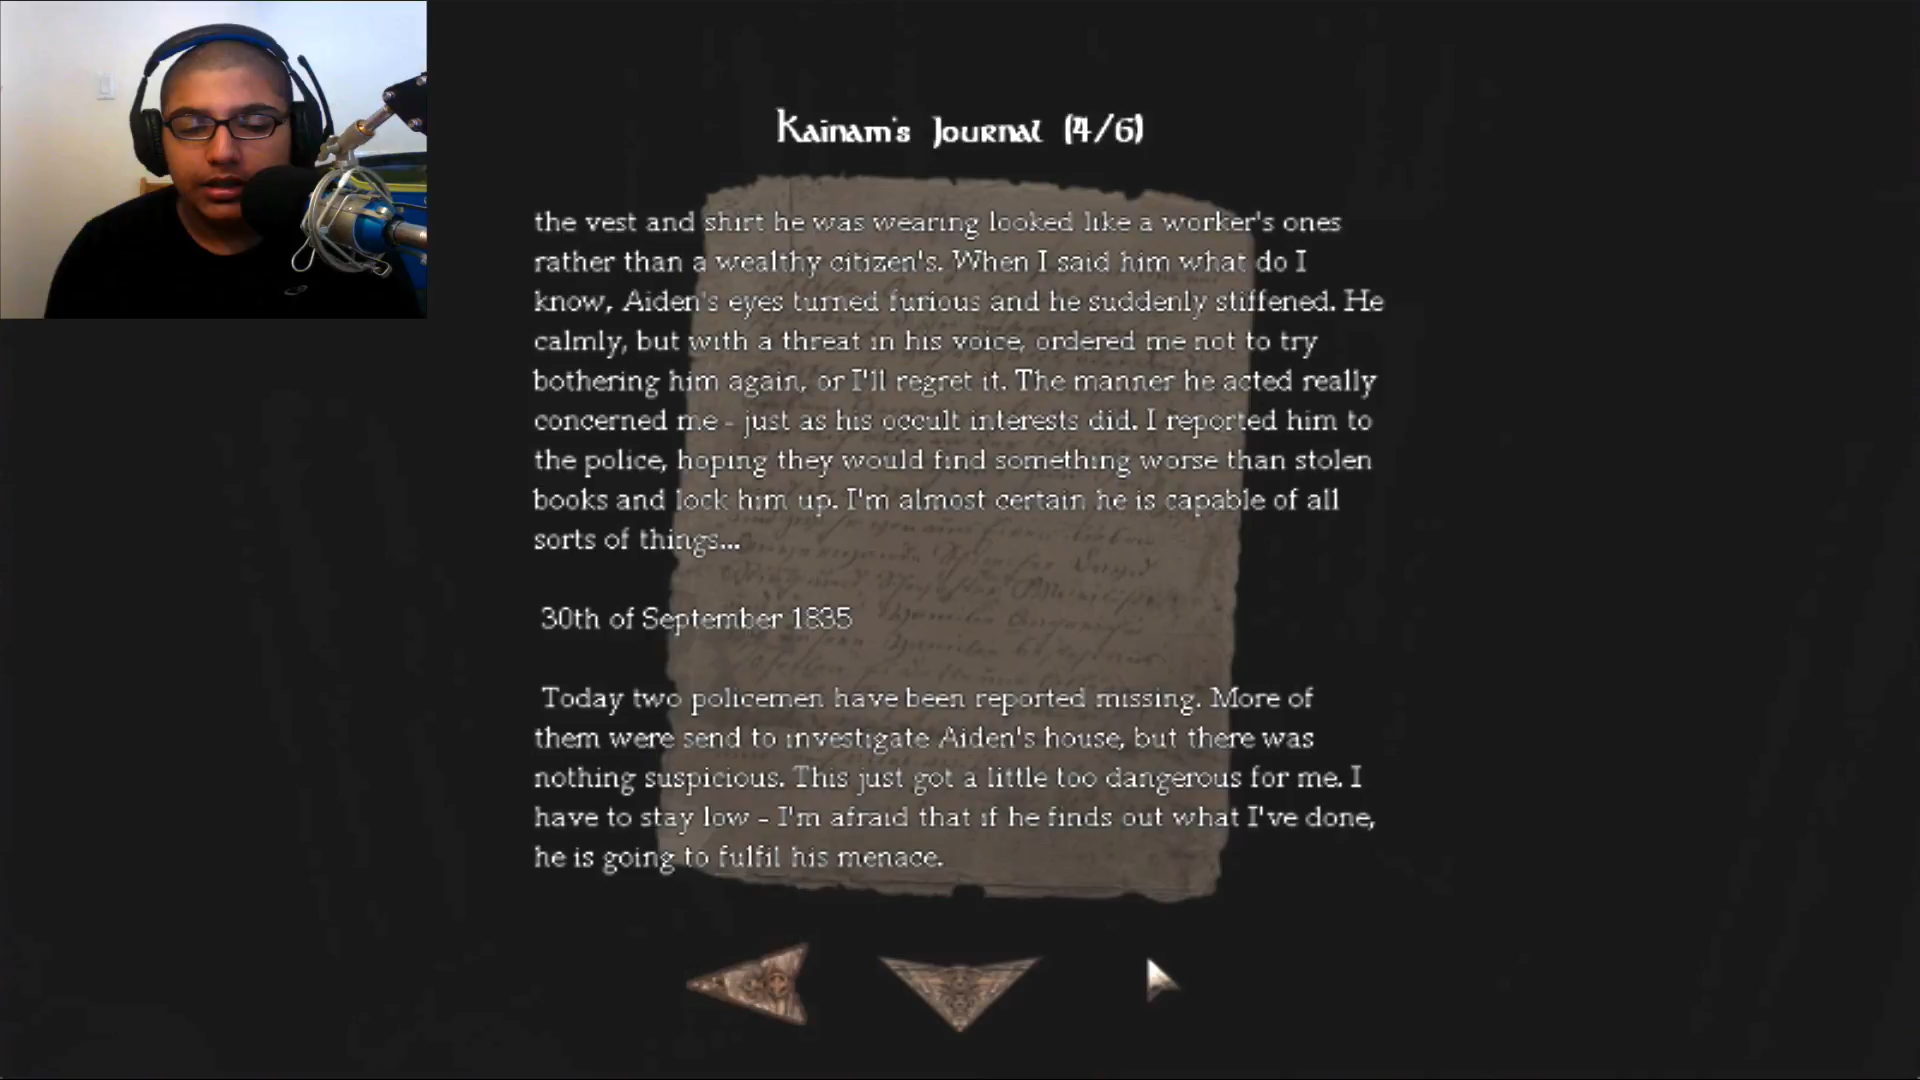 Kainam's Journal (4/6)
the vest and shirt he was wearing looked like a worker's ones
rather than a wealthy citizen's. When I said him what do I
know, Aiden's eyes turned furious and he suddenly stiffened. He
calmly, but with a threat in his voice, ordered me not to try
bothering him again, or I'll regret it. The manner he acted really
concerned me - just as his occult interests did. I reported him to
the police, hoping they would find something worse than stolen
books and lock him up. I'm almost certain he is capable of all
sorts of things...
30th of September 1835
Today two policemen have been reported missing. More of
them were send to investigate Aiden's house, but there was
nothing suspicious. This just got a little too dangerous for me. I
have to stay low - I'm afraid that if he finds out what I've done,
he is going to fulfil his menace.